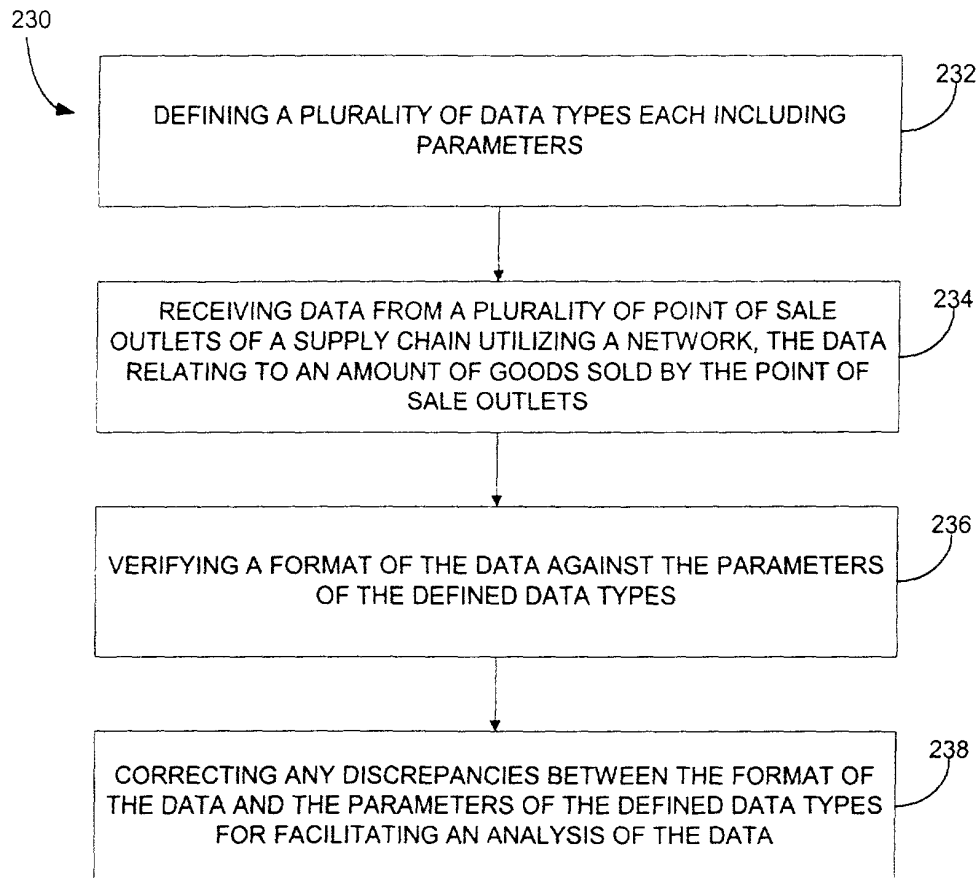 230
232
DEFINING A PLURALITY OF DATA TYPES EACH INCLUDING
PARAMETERS
234
RECEIVING DATA FROM A PLURALITY OF POINT OF SALE
OUTLETS OF A SUPPLY CHAIN UTILIZING A NETWORK, THE DATA
RELATING TO AN AMOUNT OF GOODS SOLD BY THE POINT OF
SALE OUTLETS
236
VERIFYING A FORMAT OF THE DATA AGAINST THE PARAMETERS
OF THE DEFINED DATA TYPES
238
CORRECTING ANY DISCREPANCIES BETWEEN THE FORMAT OF
THE DATA AND THE PARAMETERS OF THE DEFINED DATA TYPES
FOR FACILITATING AN ANALYSIS OF THE DATA